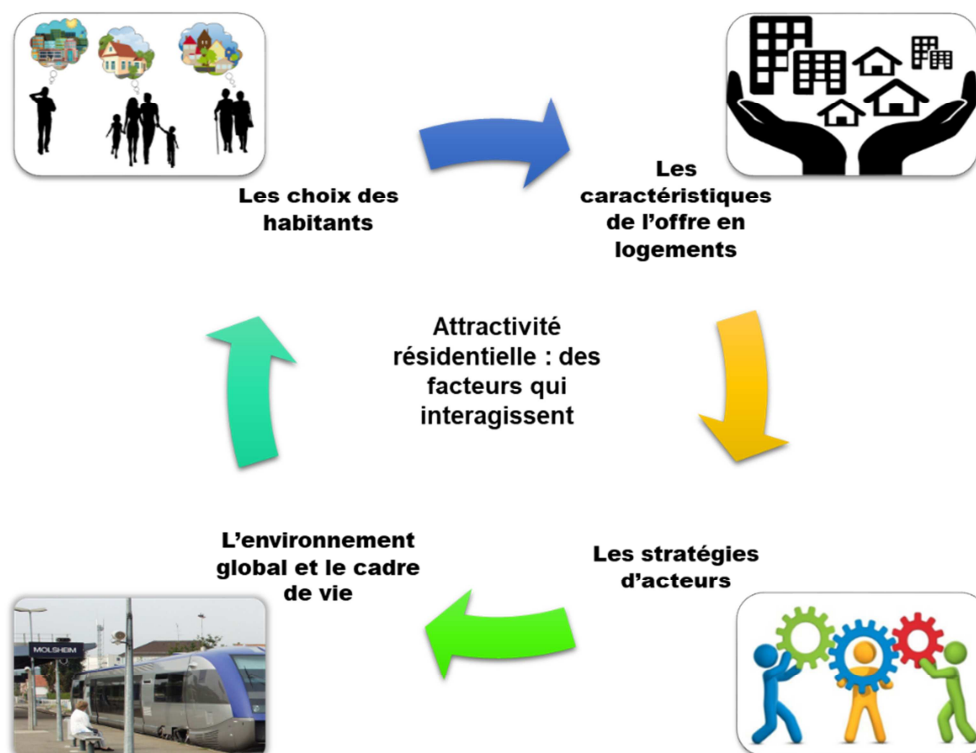 Les choix des
habitants
Les
caractéristiques
de l'offre en
logements
Attractivité
résidentielle : des
facteurs qui
interagissent
L'environnement
global et le cadre
de vie
Les stratégies
d'acteurs
MOLSHEIM